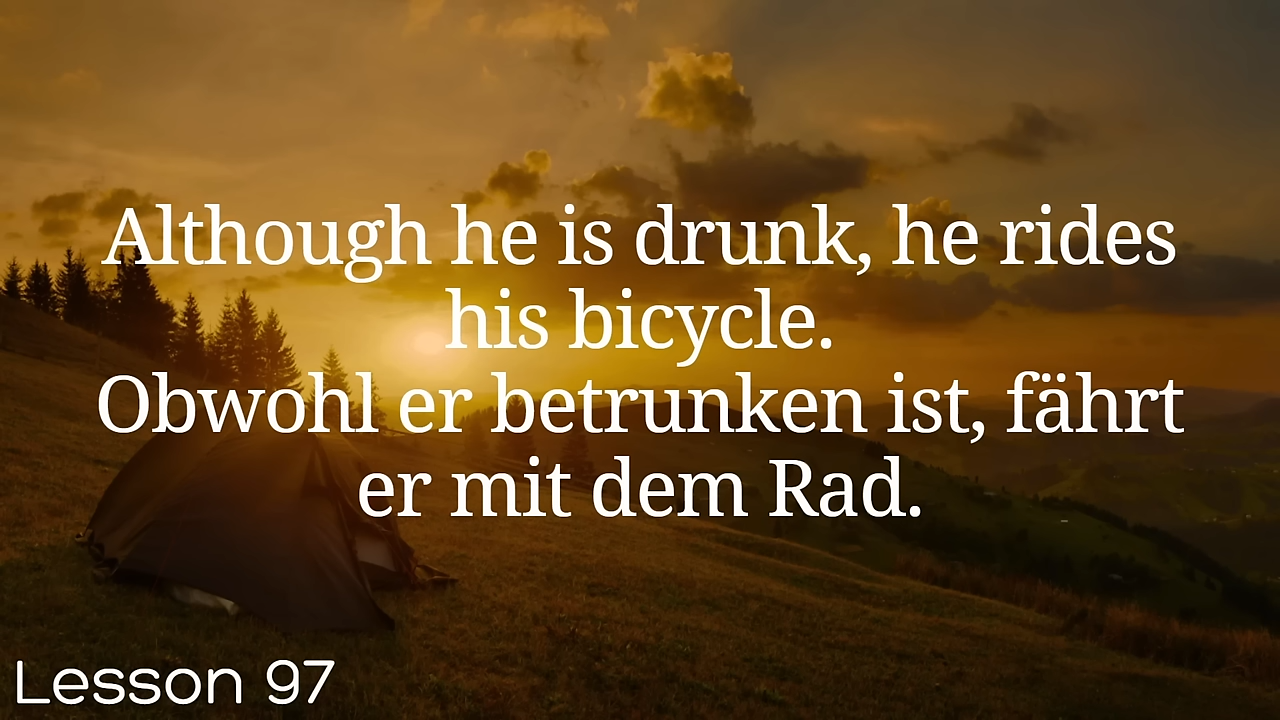 Although he is drunk, he rides
his bicycle.
Obwohl er betrunken ist, fährt
er mit dem Rad.
Lesson 97